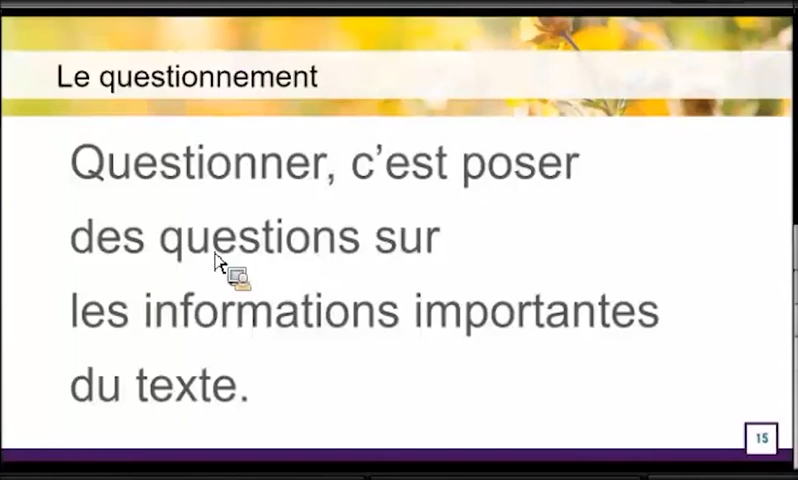 Le questionnement
Questionner, c’est poser
des questions sur
les informations importantes
du texte.
15